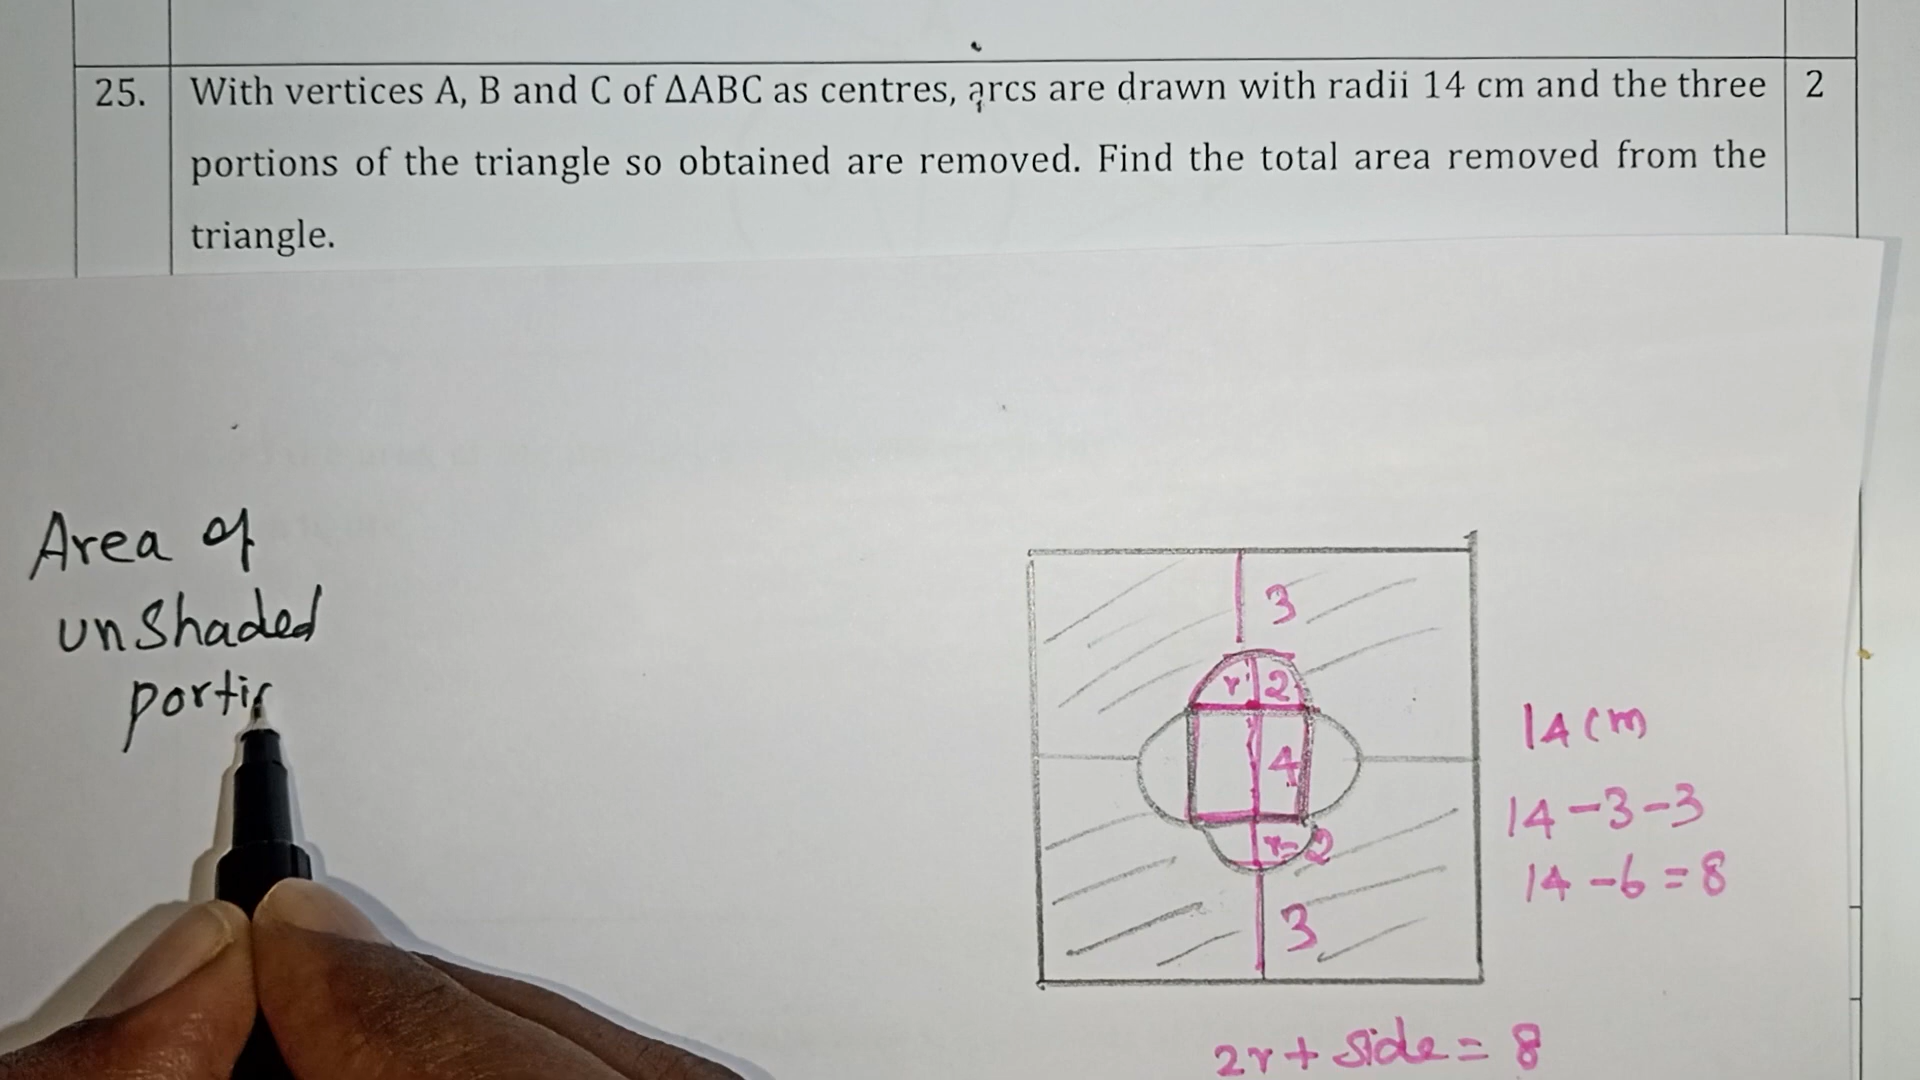 25. With vertices A, B and C of ΔABC as centres, arcs are drawn with radii 14 cm and the three 2
portions of the triangle so obtained are removed. Find the total area removed from the
triangle.
Area of
unshaded
portio
3
r 2
4
r=2
3
14 cm
14-3-3
14-6=8
2r+side=8